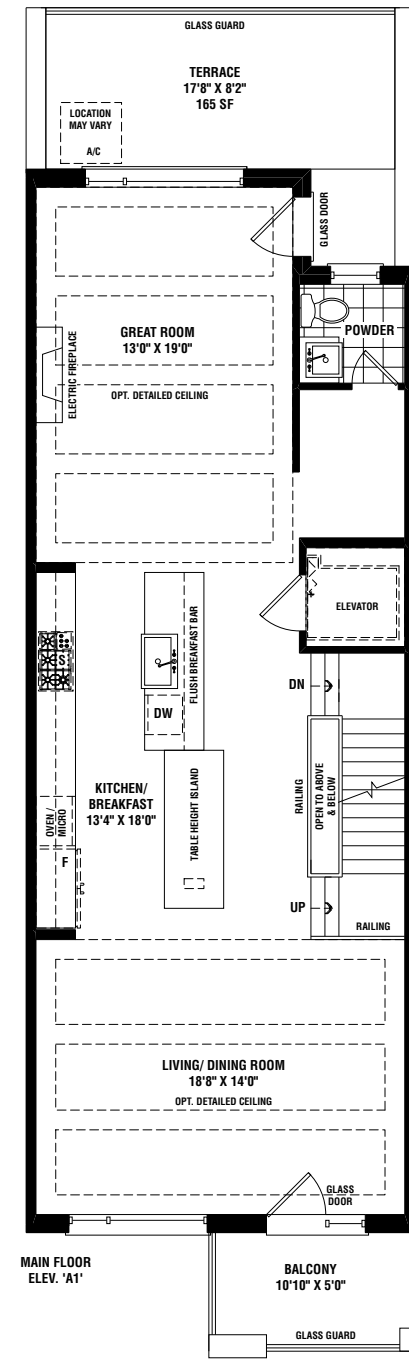 GLASS GUARD
TERRACE
17'8" X 8'2"
165 SF
LOCATION
MAY VARY
A/C
GLASS DOOR
POWDER
GREAT ROOM
13'0" X 19'0"
ELECTRIC FIREPLACE
OPT. DETAILED CEILING
ELEVATOR
FLUSH BREAKFAST BAR
S
DW
DN
KITCHEN/
BREAKFAST
13'4" X 18'0"
TABLE HEIGHT ISLAND
RAILING
OPEN TO ABOVE
& BELOW
OVEN /
MICRO
F
UP
RAILING
LIVING/ DINING ROOM
18'8" X 14'0"
OPT. DETAILED CEILING
GLASS
DOOR
MAIN FLOOR
ELEV. 'A1'
BALCONY
10'10" X 5'0"
GLASS GUARD